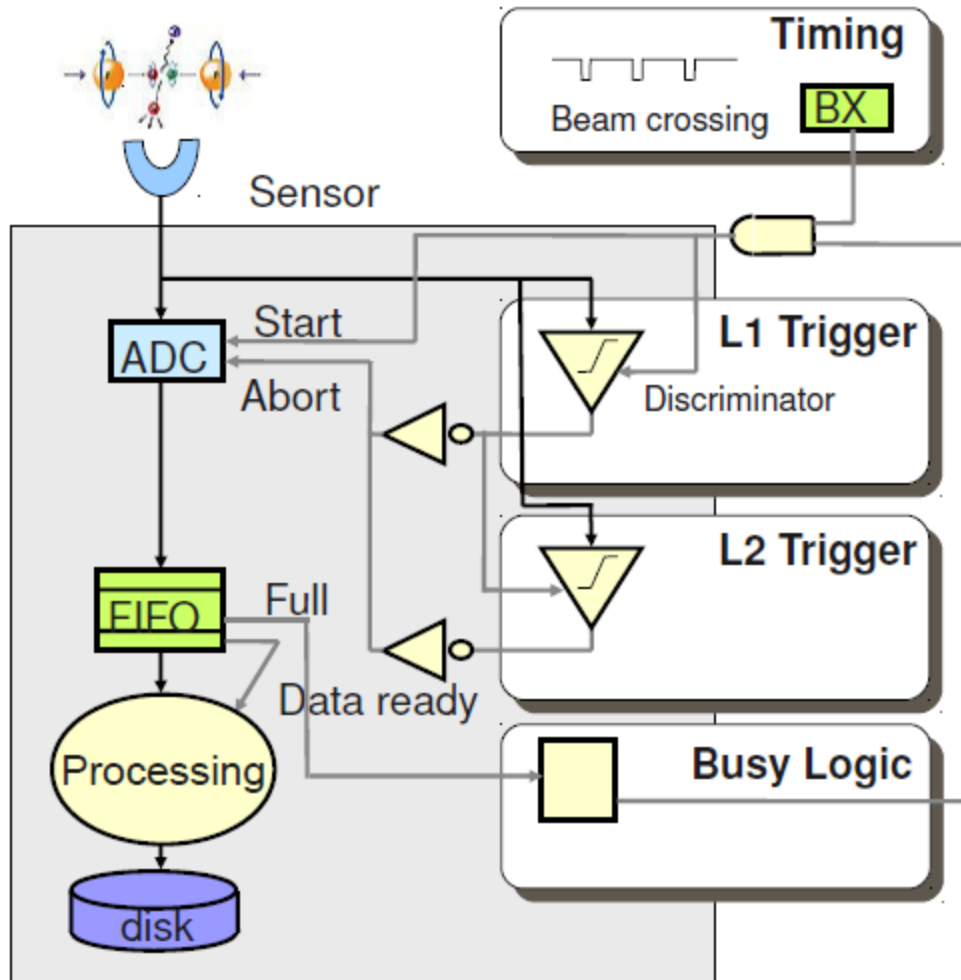 Timing
BX
Beam crossing
Sensor
Start
L1 Trigger
ADC
Abort
Discriminator
L2 Trigger
FIFO
Full
Data ready
Processing
Busy Logic
disk